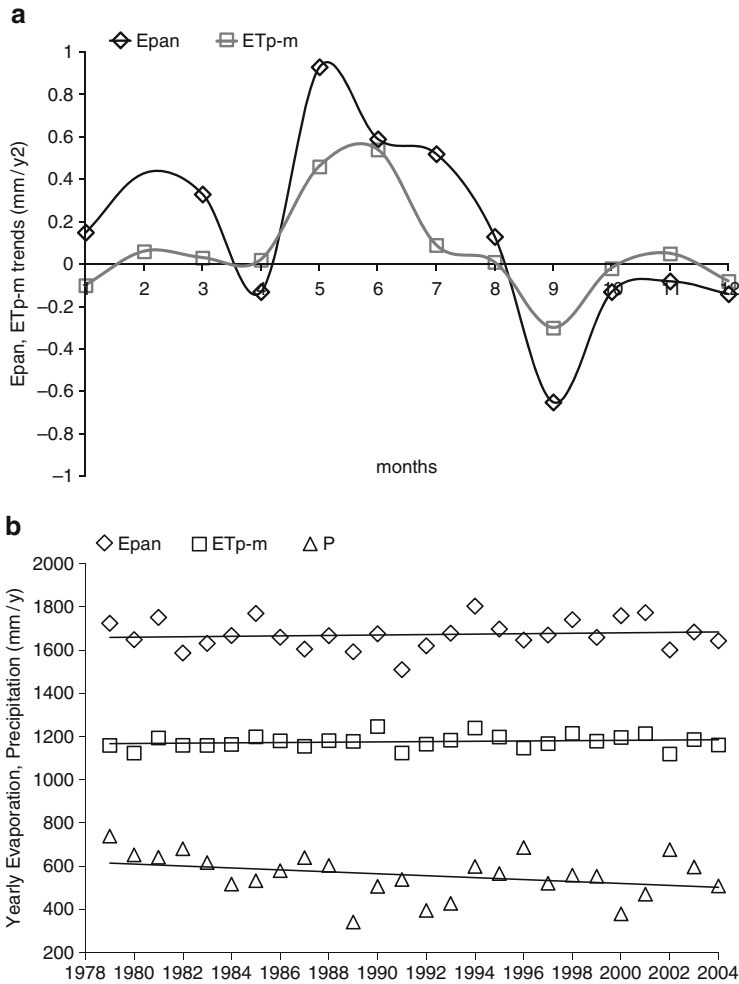 a
Epan ETp-m
Epan, ETp-m trends (mm / y2)
1
0.8
0.6
0.4
0.2
0
−0.2
−0.4
−0.6
−0.8
−1
1 2 3 4 5 6 7 8 9 10 11 12
months
b
Epan ETp-m P
Yearly Evaporation, Precipitation (mm / y)
2000
1800
1600
1400
1200
1000
800
600
400
200
1978 1980 1982 1984 1986 1988 1990 1992 1994 1996 1998 2000 2002 2004